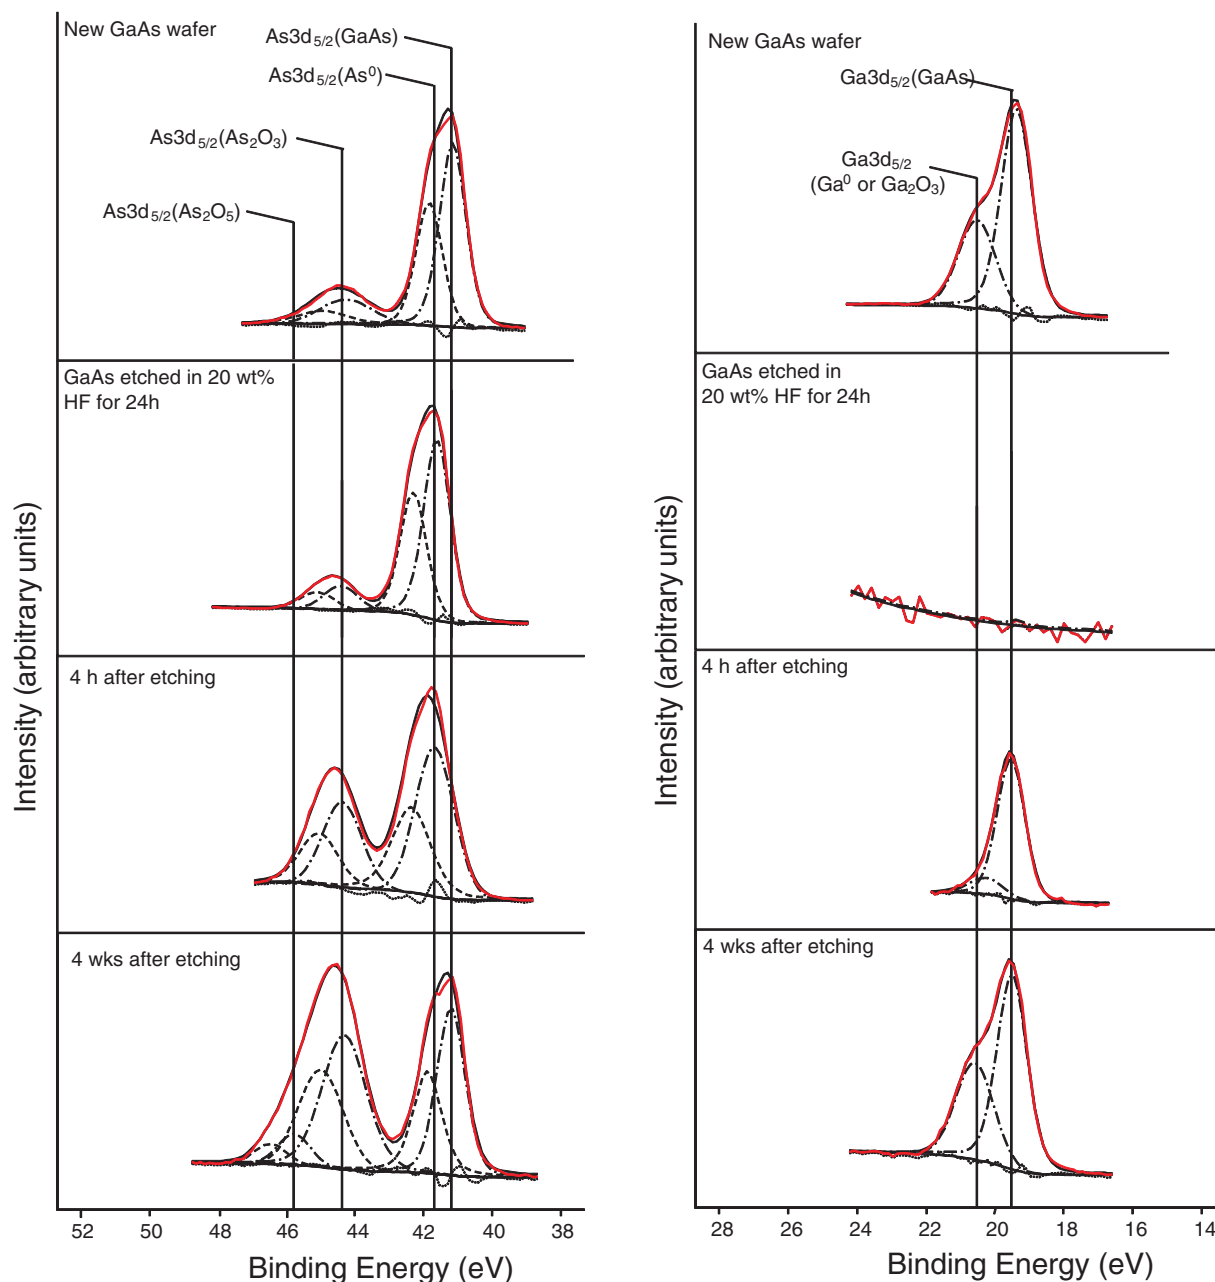 New GaAs wafer
As3d5/2(GaAs)
As3d5/2(As0)
As3d5/2(As2O3)
As3d5/2(As2O5)
GaAs etched in 20 wt%
HF for 24h
4 h after etching
4 wks after etching
Intensity (arbitrary units)
52 50 48 46 44 42 40 38
Binding Energy (eV)
New GaAs wafer
Ga3d5/2(GaAs)
Ga3d5/2
(Ga0 or Ga2O3)
GaAs etched in
20 wt% HF for 24h
4 h after etching
4 wks after etching
Intensity (arbitrary units)
28 26 24 22 20 18 16 14
Binding Energy (eV)